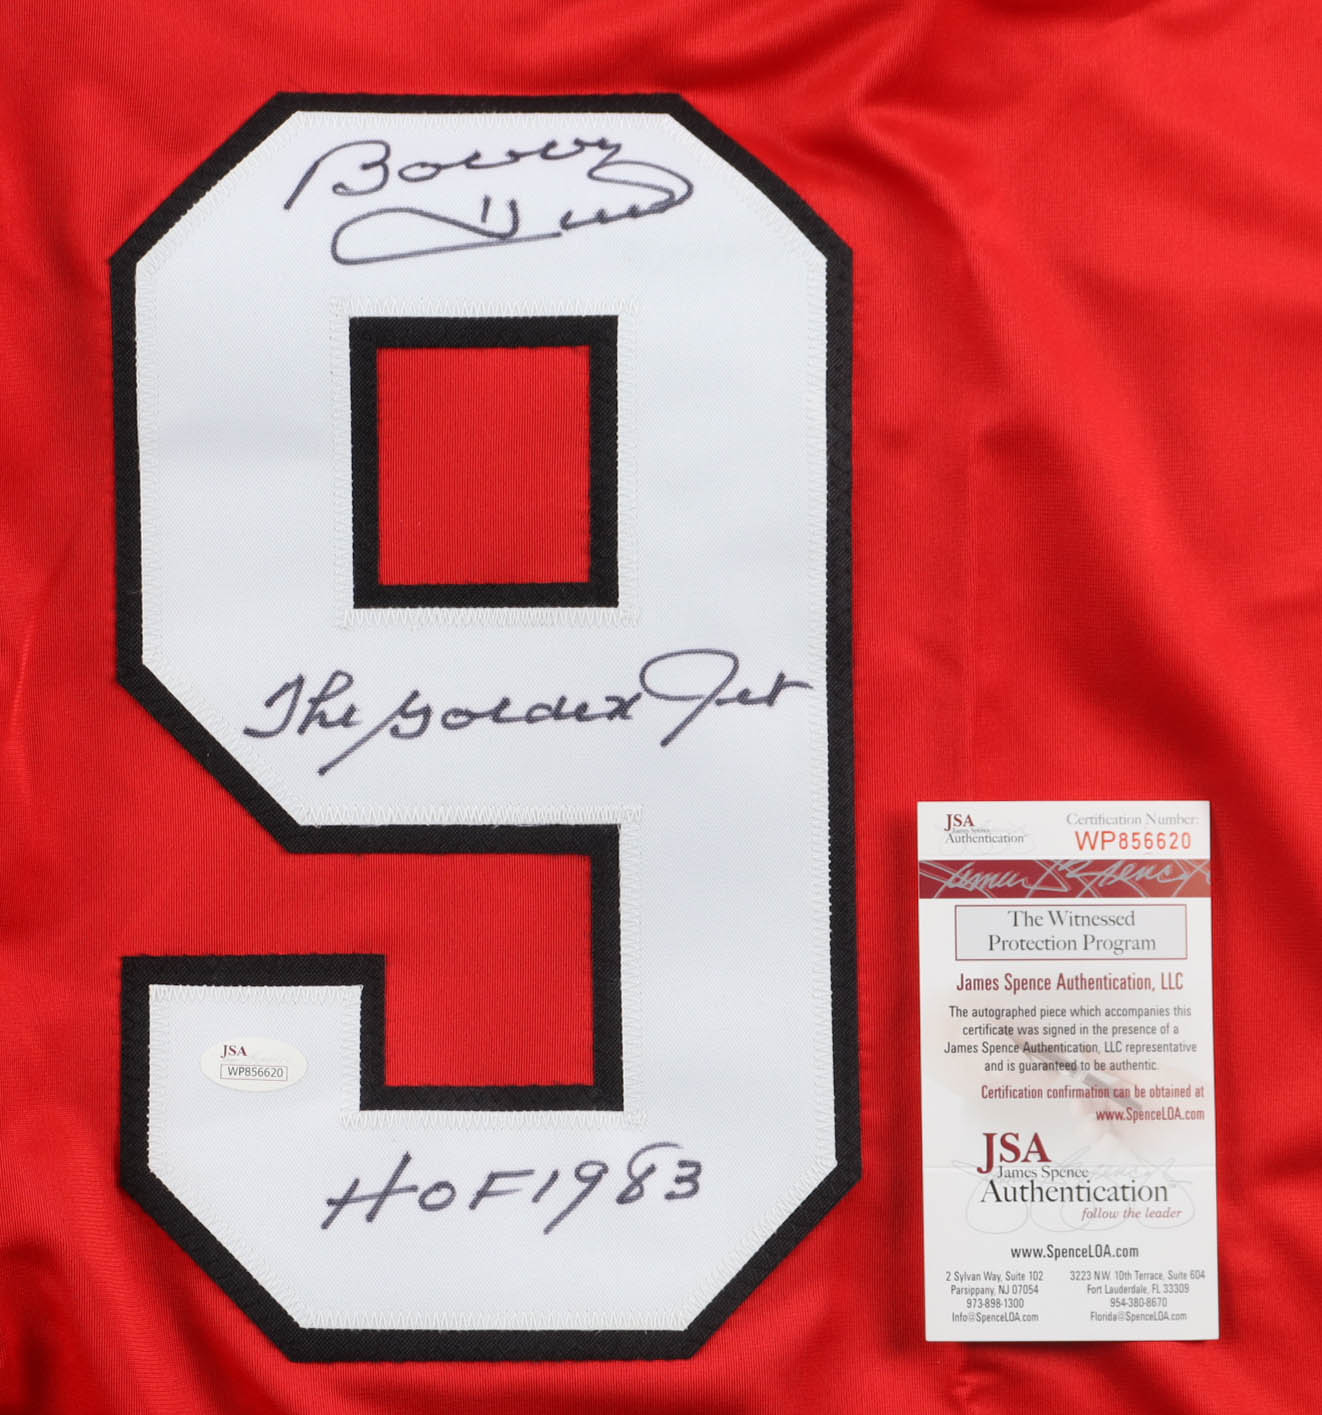 Bobby
Hull
9
The Golden Jet
HOF 1983
JSA
WP856620
JSA
James Spence
Authentication
Certification Number:
WP856620
James Spence
The Witnessed
Protection Program
James Spence Authentication, LLC
The autographed piece which accompanies this
certificate was signed in the presence of a
James Spence Authentication, LLC representative
and is guaranteed to be authentic.
Certification confirmation can be obtained at
www.SpenceLOA.com
JSA
James Spence
Authentication
follow the leader
www.SpenceLOA.com
2 Sylvan Way, Suite 102
Parsippany, NJ 07054
973-898-1300
Info@SpenceLOA.com
3223 N.W. 10th Terrace, Suite 604
Fort Lauderdale, FL 33309
954-380-8670
Florida@SpenceLOA.com